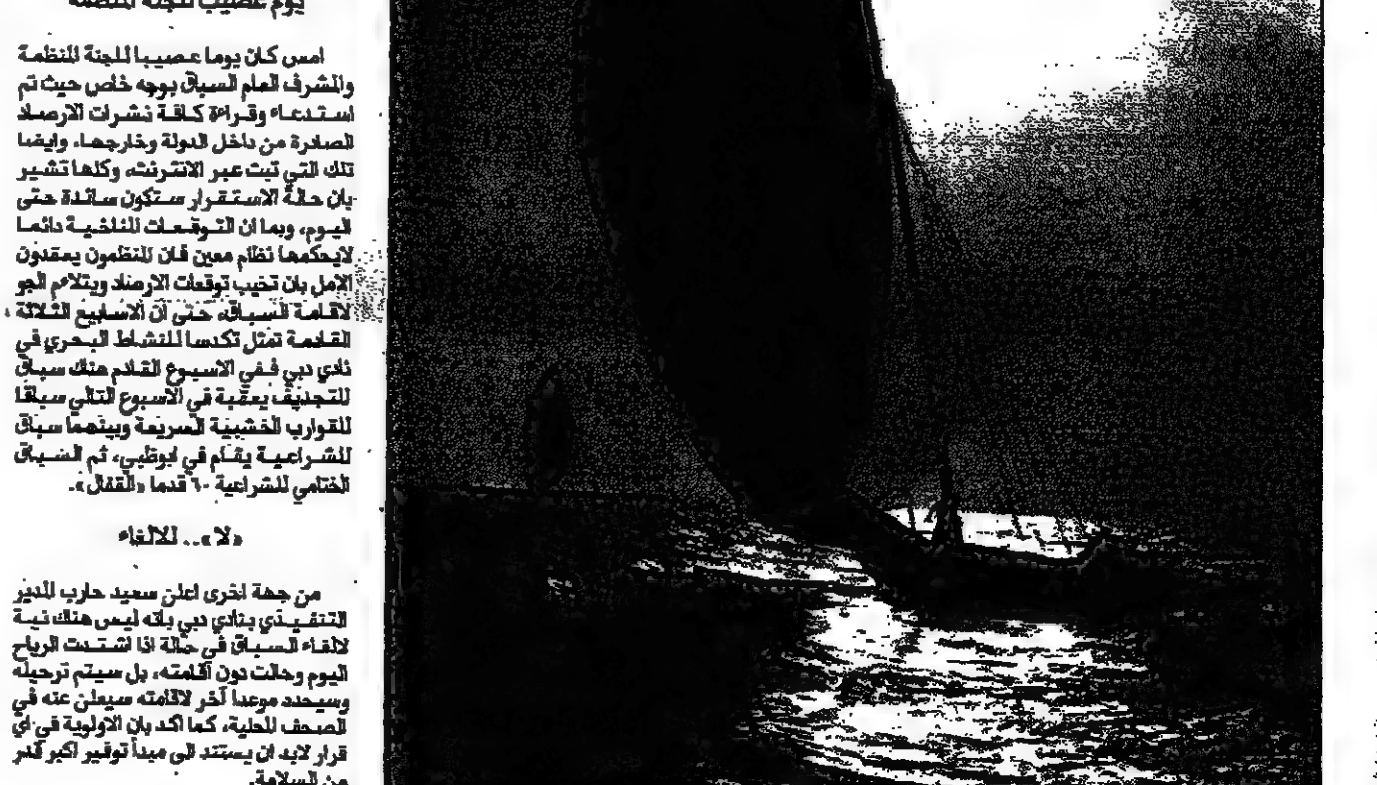 يوم عصيب للجنة المنظمة
امس كان يوما عصيبا للجنة المنظمة
والمشرف العام السباق بوجه خاص حيث تم
استدعاء وقراءة كافة نشرات الارصاد
الصادرة من داخل الدولة وخارجها، وايضا
تلك التي تبث عبر الانترنت، وكلها تشير
بان حالة الاستقرار ستكون سائدة حتى
اليوم، وبما ان التوقعات المناخية دائما
لايحكمها نظام معين فان المنظمون يعقدون
الامل بان تخيب توقعات الارصاد ويتلاءم الجو
لاقامة السباق، حتى ان الاسابيع الثلاثة
القادمة تمثل تكدسا للنشاط البحري في
نادي دبي ففي الاسبوع القادم هناك سباق
للتجديف يعقبة في الاسبوع التالي سباقا
للقوارب الخشبية السريعة وبينهما سباق
للشراعية يقام في ابوظبي، ثم السباق
الختامي للشراعية ٦٠ قدما «القفال».
«لا».. للالغاء
من جهة اخرى اعلن سعيد حارب المدير
التنفيذي بنادي دبي بانه ليس هناك نية
لالغاء السباق في حالة اذا اشتدت الرياح
اليوم وحالت دون اقامته، بل سيتم ترحيله
وسيحدد موعدا آخر لاقامته سيعلن عنه في
الصحف المحلية، كما اكد بان الاولوية في اي
قرار لابد ان يستند الى مبدأ توفير اكبر قدر
من السلامة.